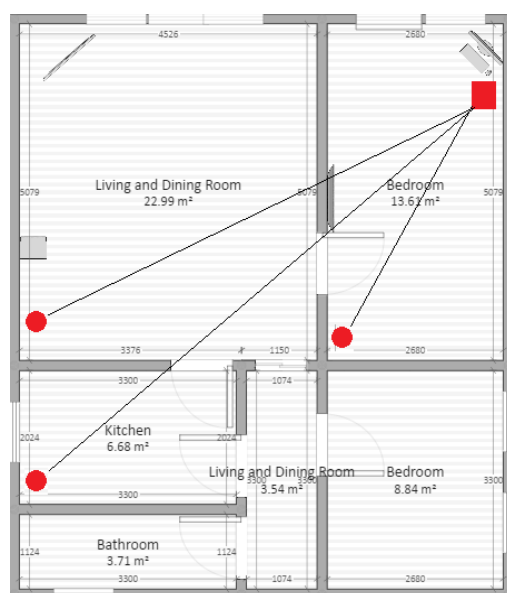 4526
2680
Living and Dining Room
22.99 m²
Bedroom
13.61 m²
5079
5079
5079
3376
1150
2680
3300
1074
Kitchen
6.68 m²
2024
2024
Living and Dining Room
3.54 m²
Bedroom
8.84 m²
3300
3300
3300
3300
Bathroom
3.71 m²
1124
1124
3300
1074
2680